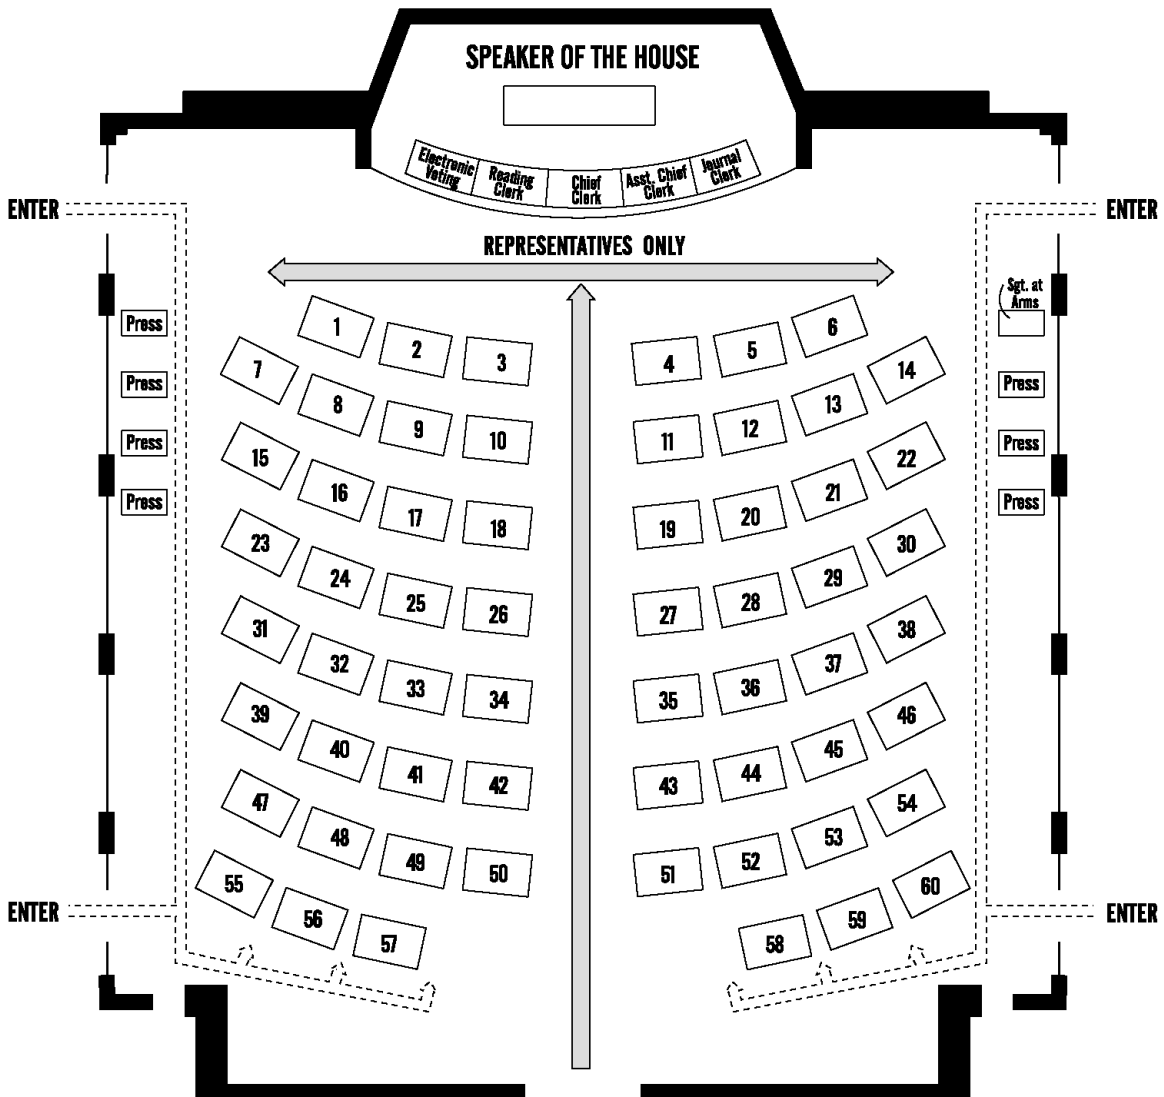 SPEAKER OF THE HOUSE
Electronic
Voting
Reading
Clerk
Chief
Clerk
Asst. Chief
Clerk
Journal
Clerk
ENTER
ENTER
REPRESENTATIVES ONLY
Sgt. at
Arms
Press
1
2
3
4
5
6
Press
Press
7
8
9
10
11
12
13
14
Press
Press
15
16
17
18
19
20
21
22
Press
Press
23
24
25
26
27
28
29
30
31
32
33
34
35
36
37
38
39
40
41
42
43
44
45
46
47
48
49
50
51
52
53
54
55
56
57
58
59
60
ENTER
ENTER